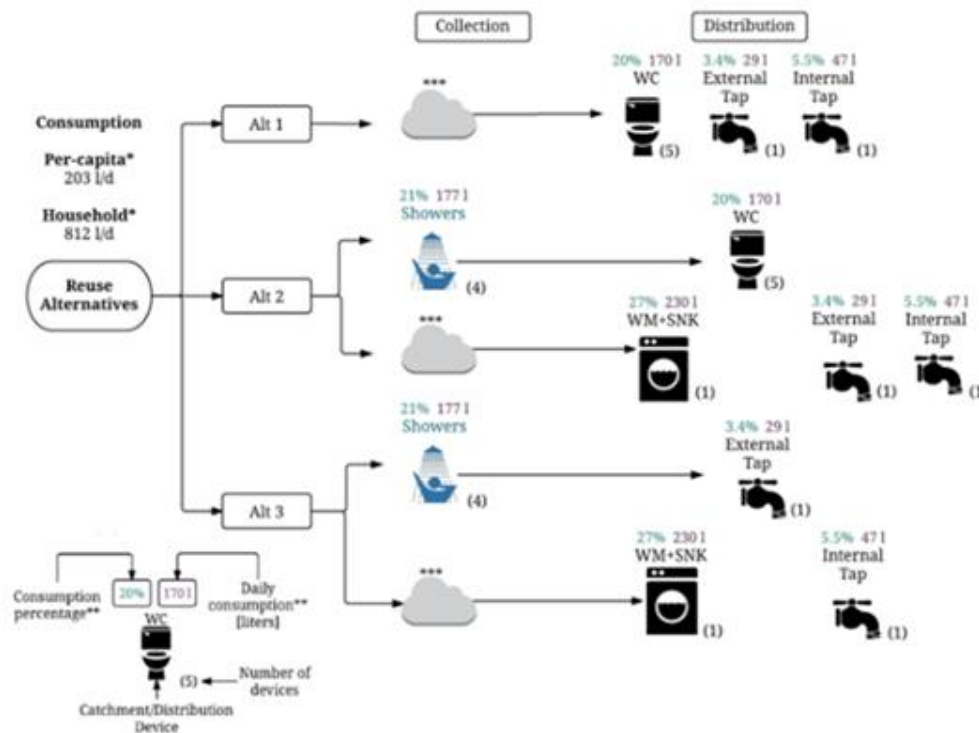 Collection
Distribution
Consumption
Per-capita*
203 l/d
Household*
812 l/d
Reuse
Alternatives
Alt 1
***
20% 170 l
WC
(5)
3.4% 29 l
External
Tap
(1)
5.5% 47 l
Internal
Tap
(1)
Alt 2
21% 177 l
Showers
(4)
20% 170 l
WC
(5)
***
27% 230 l
WM+SNK
(1)
3.4% 29 l
External
Tap
(1)
5.5% 47 l
Internal
Tap
(1
Alt 3
21% 177 l
Showers
(4)
3.4% 29 l
External
Tap
(1)
***
27% 230 l
WM+SNK
(1)
5.5% 47 l
Internal
Tap
(1)
Consumption
percentage**
20%
170 l
Daily
consumption**
[liters]
WC
(5)
Number of
devices
Catchment/Distribution
Device